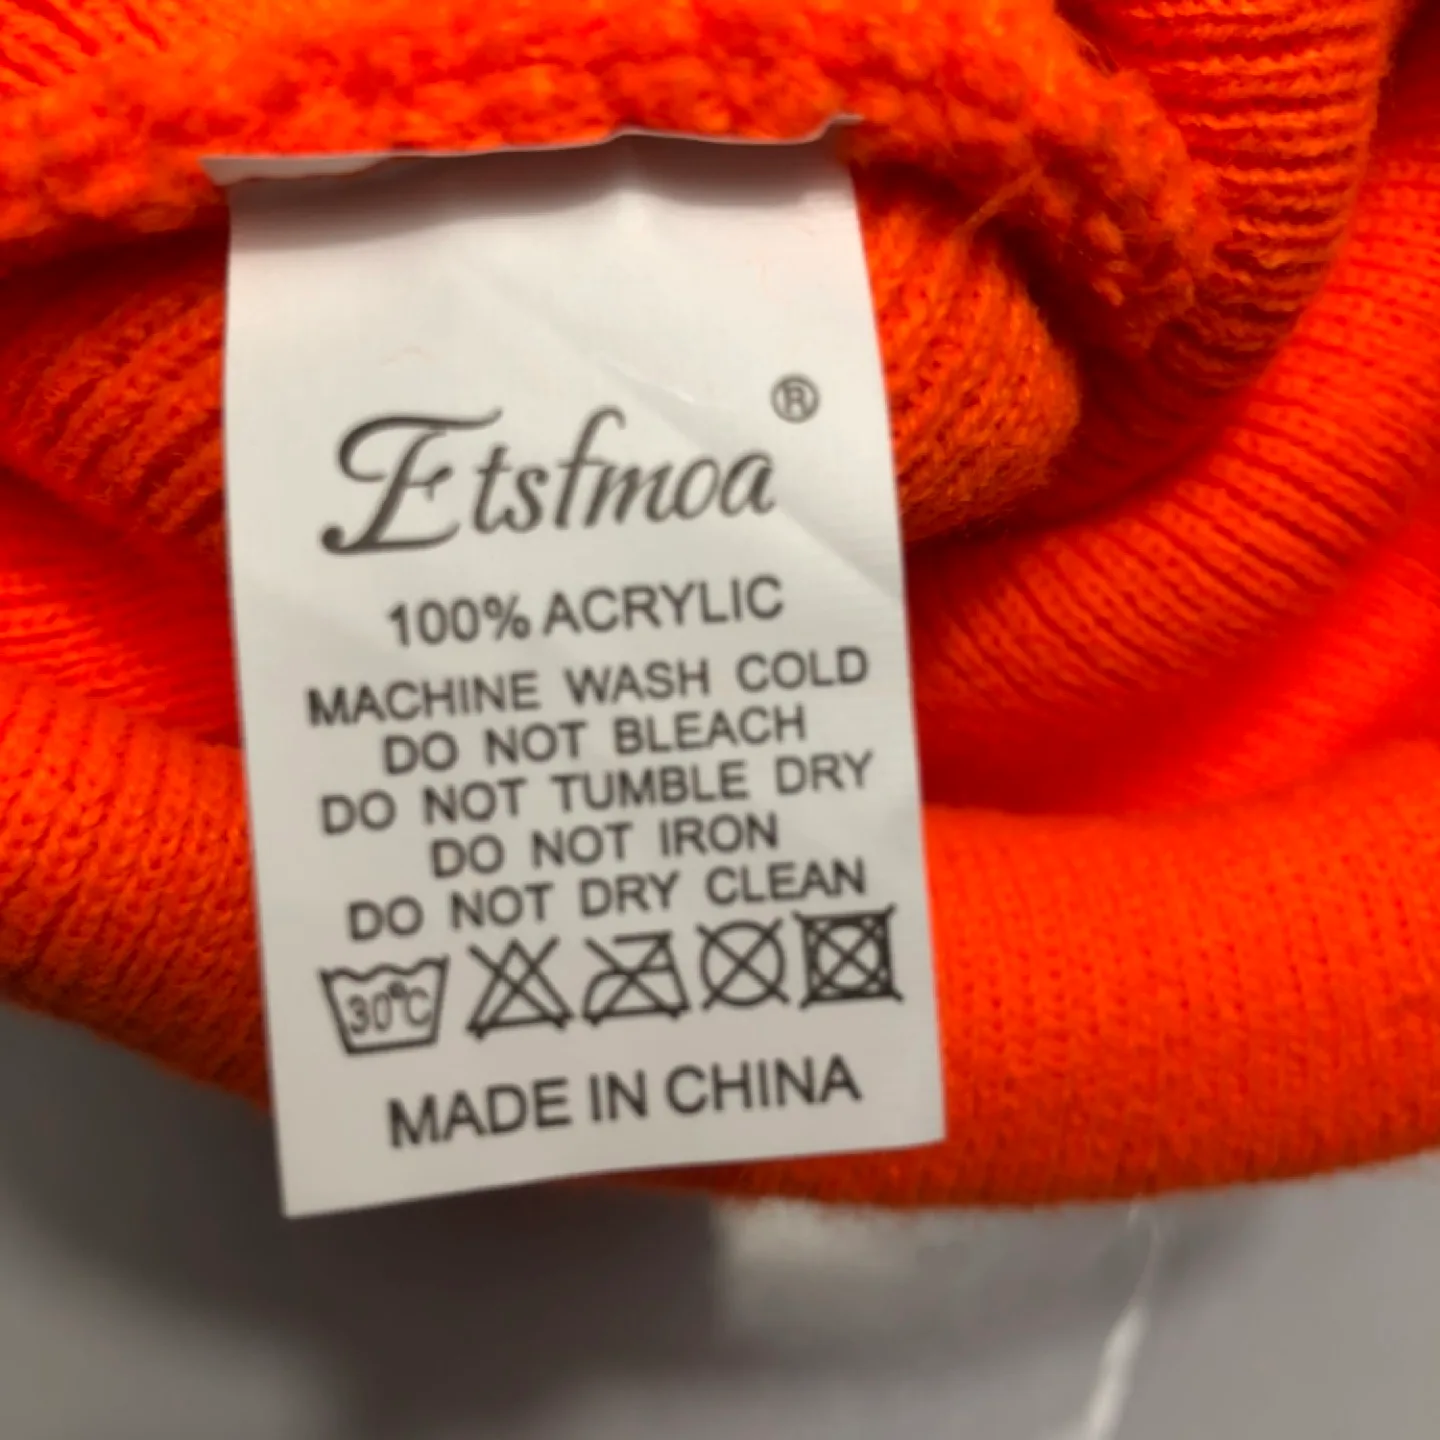 Etsfmoa®
100% ACRYLIC
MACHINE WASH COLD
DO NOT BLEACH
DO NOT TUMBLE DRY
DO NOT IRON
DO NOT DRY CLEAN
30°C
MADE IN CHINA